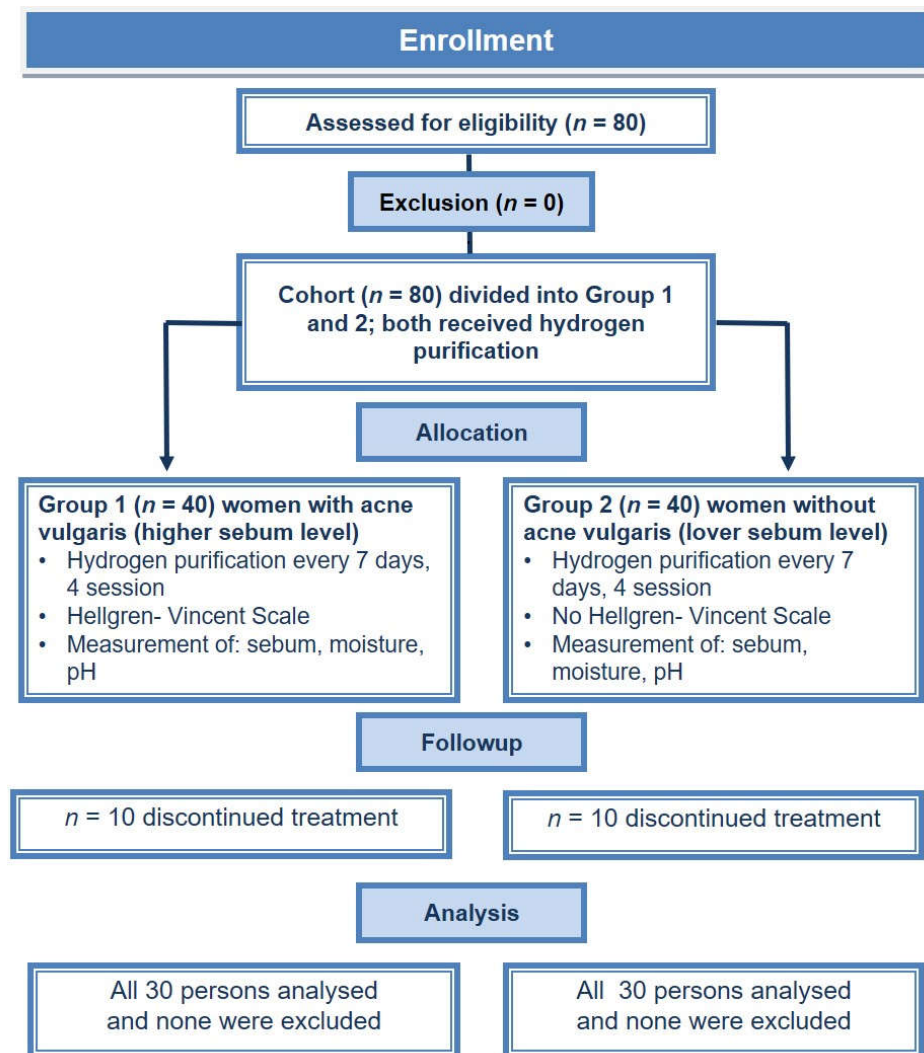 Enrollment
Assessed for eligibility (n = 80)
Exclusion (n = 0)
Cohort (n = 80) divided into Group 1
and 2; both received hydrogen
purification
Allocation
Group 1 (n = 40) women with acne
vulgaris (higher sebum level)
• Hydrogen purification every 7 days,
4 session
• Hellgren- Vincent Scale
• Measurement of: sebum, moisture,
pH
Group 2 (n = 40) women without
acne vulgaris (lower sebum level)
• Hydrogen purification every 7
days, 4 session
• No Hellgren- Vincent Scale
• Measurement of: sebum,
moisture, pH
Followup
n = 10 discontinued treatment
n = 10 discontinued treatment
Analysis
All 30 persons analysed
and none were excluded
All 30 persons analysed
and none were excluded